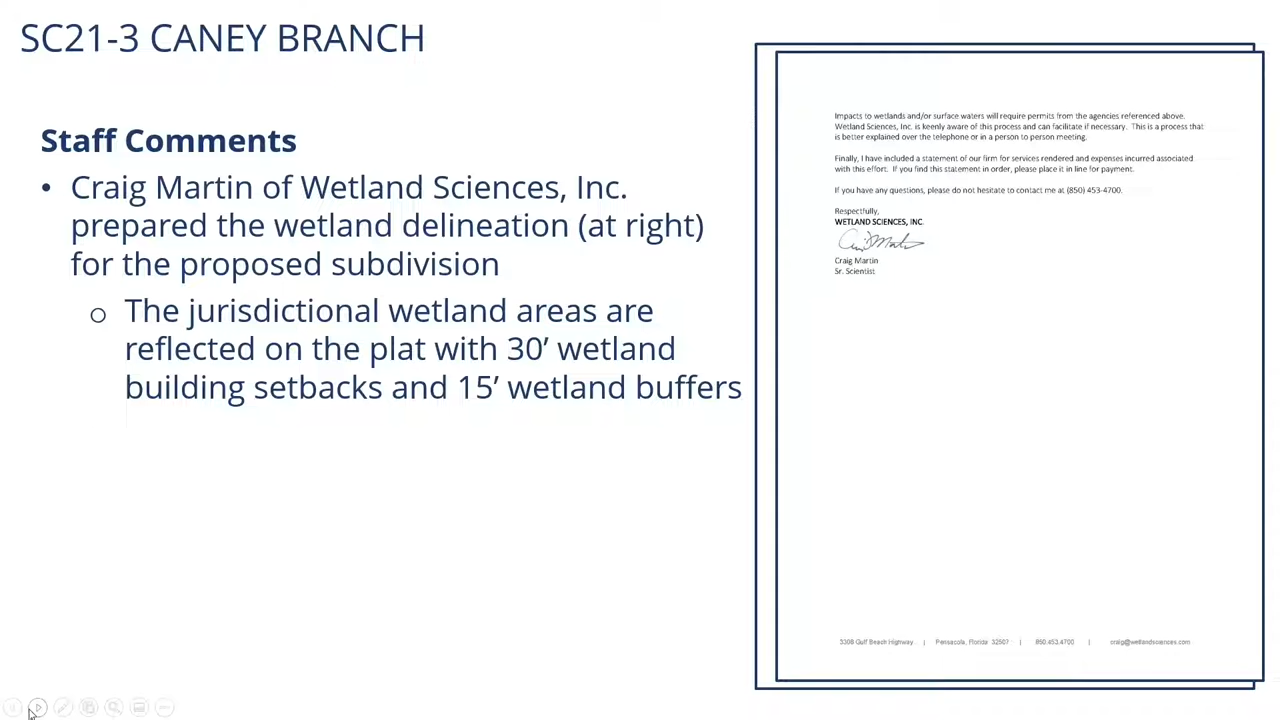 SC21-3 CANEY BRANCH
Staff Comments
• Craig Martin of Wetland Sciences, Inc.
prepared the wetland delineation (at right)
for the proposed subdivision
o The jurisdictional wetland areas are
reflected on the plat with 30’ wetland
building setbacks and 15’ wetland buffers
Impacts to wetlands and/or surface waters will require permits from the agencies referenced above.
Wetland Sciences, Inc. is keenly aware of this process and can facilitate if necessary. This is a process that
is better explained over the telephone or in a person to person meeting.
Finally, I have included a statement of our firm for services rendered and expenses incurred associated
with this effort. If you find this statement in order, please place it in line for payment.
If you have any questions, please do not hesitate to contact me at (850) 453-4700.
Respectfully,
WETLAND SCIENCES, INC.
Craig Martin
Craig Martin
Sr. Scientist
3308 Gulf Beach Highway | Pensacola, Florida 32507 | 850.453.4700 | craig@wetlandsciences.com